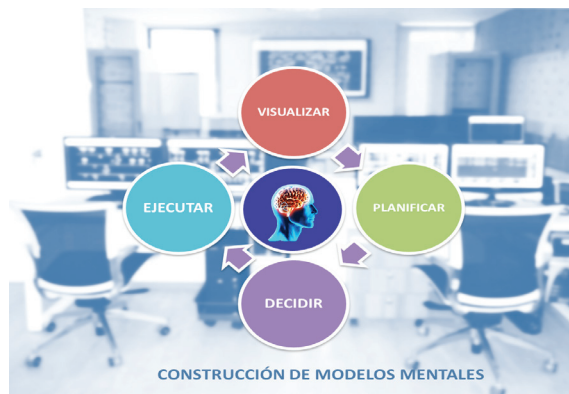 VISUALIZAR
EJECUTAR
PLANIFICAR
DECIDIR
CONSTRUCCIÓN DE MODELOS MENTALES